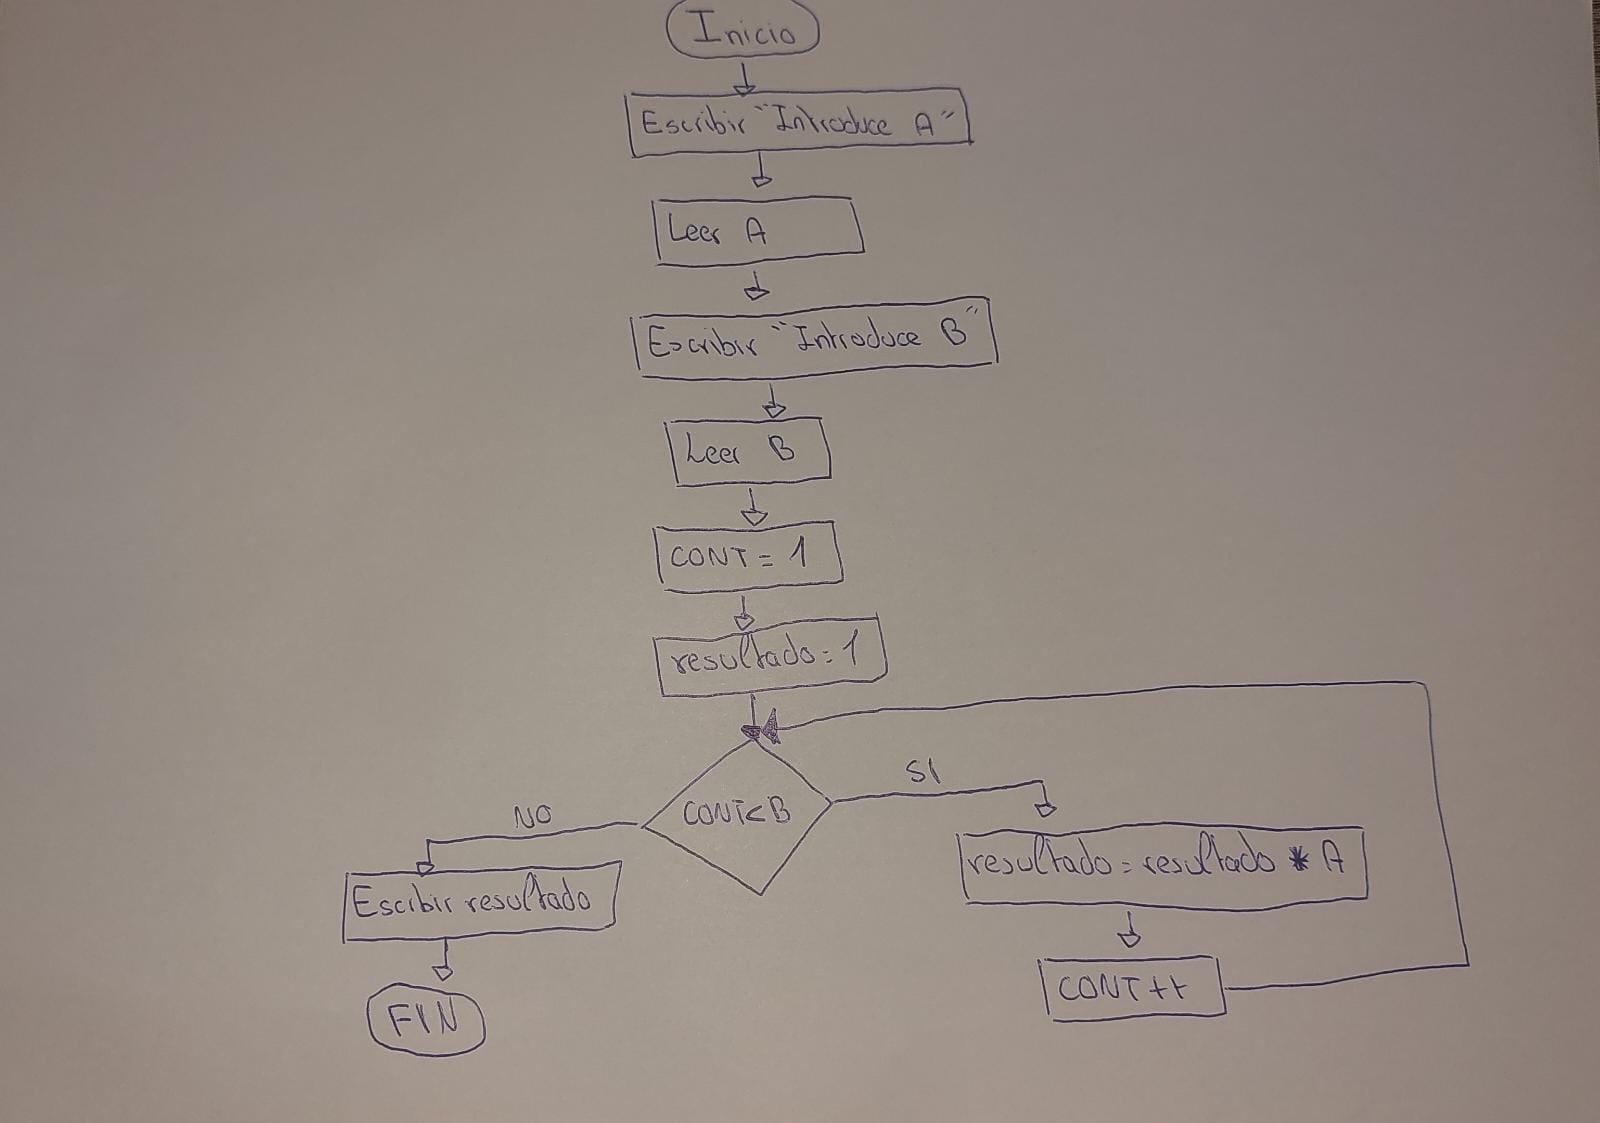 Inicio
Escribir "Introduce A"
Leer A
Escribir "Introduce B"
Leer B
CONT = 1
resultado = 1
CONT<B
SI
NO
resultado = resultado * A
Escibir resultado
CONT++
FIN